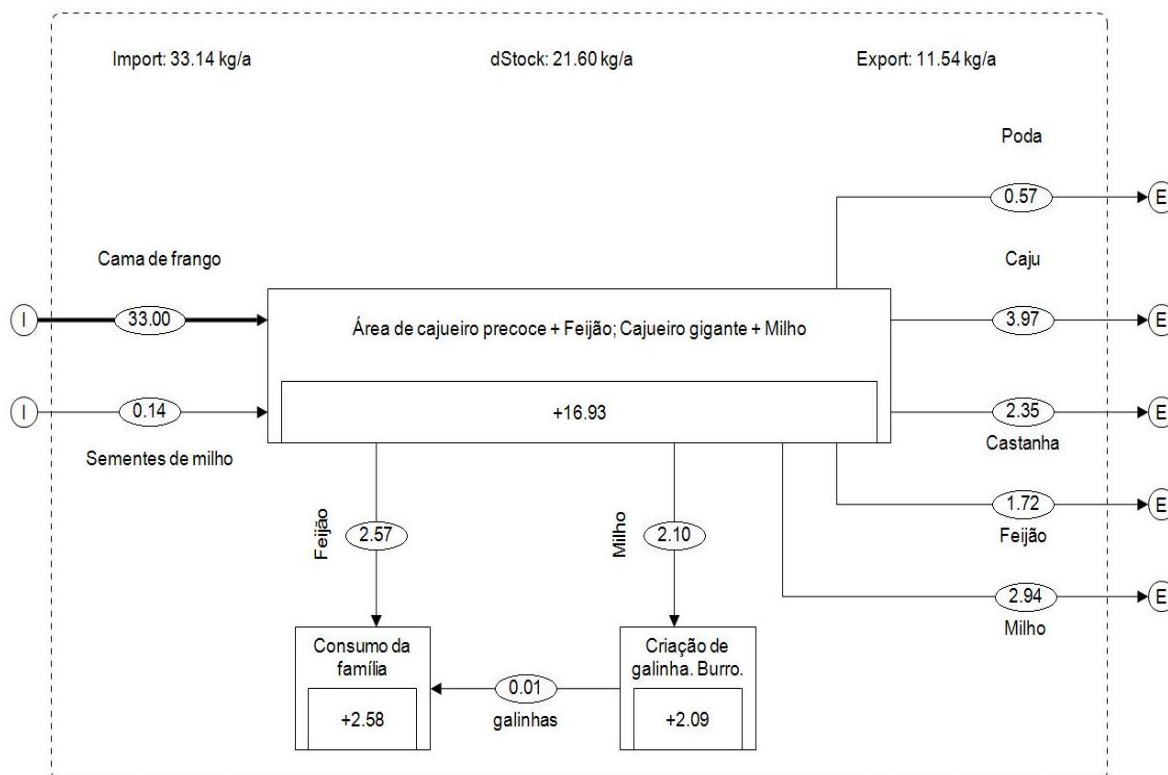 Import: 33.14 kg/a
dStock: 21.60 kg/a
Export: 11.54 kg/a
Poda
0.57
E
Cama de frango
Caju
I
33.00
Área de cajueiro precoce + Feijão; Cajueiro gigante + Milho
3.97
E
I
0.14
+16.93
2.35
E
Sementes de milho
Castanha
Feijão
2.57
Milho
2.10
1.72
E
Feijão
2.94
E
Milho
Consumo da
família
+2.58
0.01
galinhas
Criação de
galinha. Burro.
+2.09